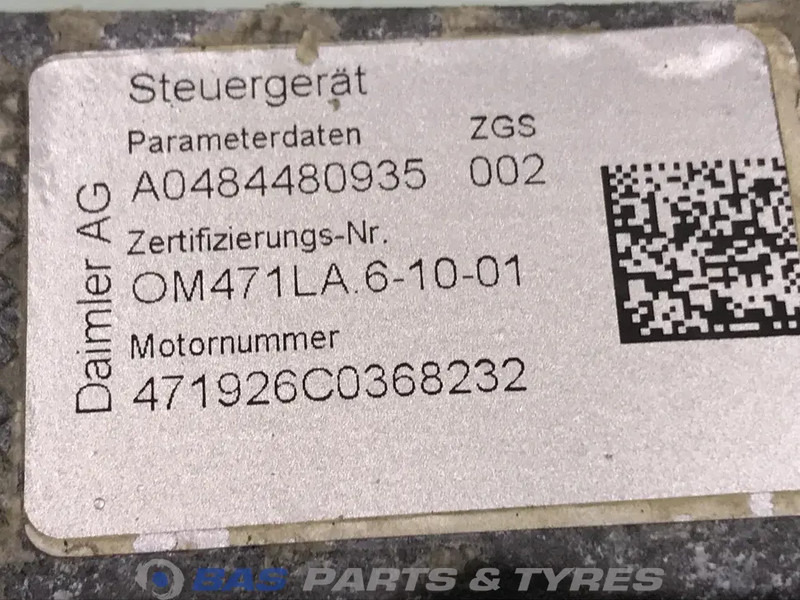 Steuergerät
Parameterdaten ZGS
A0484480935 002
Zertifizierungs-Nr.
OM471LA.6-10-01
Motornummer
471926C0368232
Daimler AG
BAS PARTS & TYRES